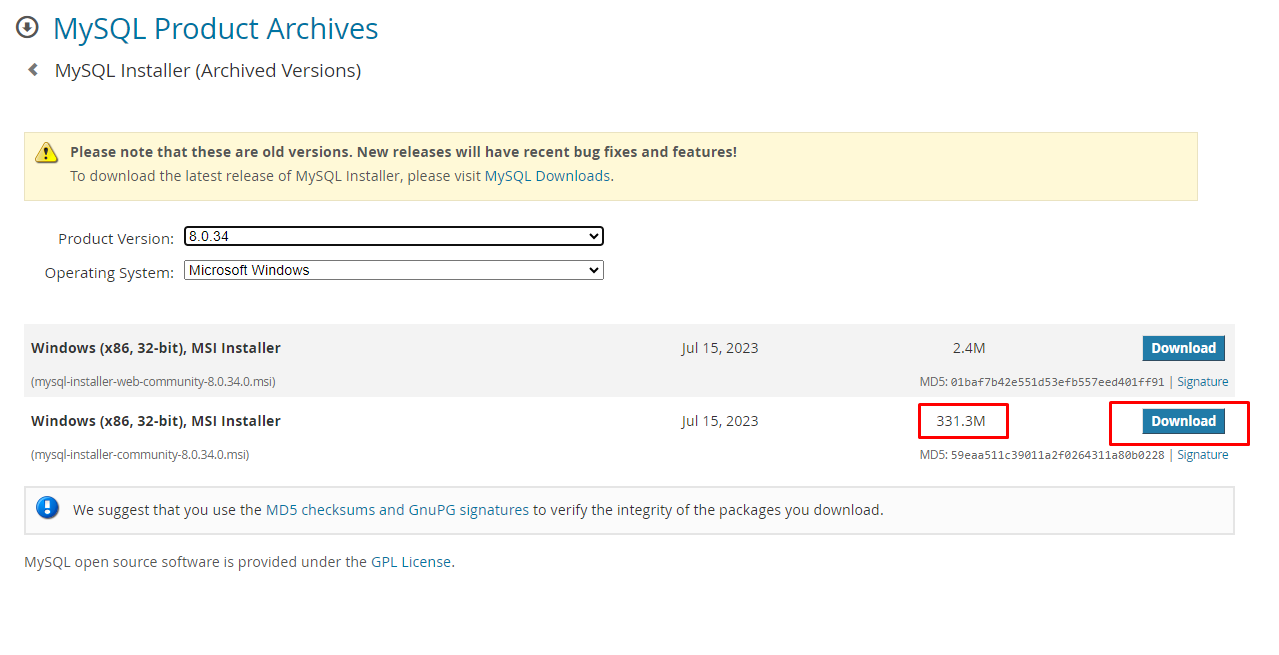 MySQL Product Archives
MySQL Installer (Archived Versions)
Please note that these are old versions. New releases will have recent bug fixes and features!
To download the latest release of MySQL Installer, please visit MySQL Downloads.
Product Version: 8.0.34
Operating System: Microsoft Windows
Windows (x86, 32-bit), MSI Installer Jul 15, 2023 2.4M Download
(mysql-installer-web-community-8.0.34.0.msi) MD5: 01baf7b42e551d53efb557eed401ff91 | Signature
Windows (x86, 32-bit), MSI Installer Jul 15, 2023 331.3M Download
(mysql-installer-community-8.0.34.0.msi) MD5: 59eaa511c39011a2f0264311a80b0228 | Signature
We suggest that you use the MD5 checksums and GnuPG signatures to verify the integrity of the packages you download.
MySQL open source software is provided under the GPL License.